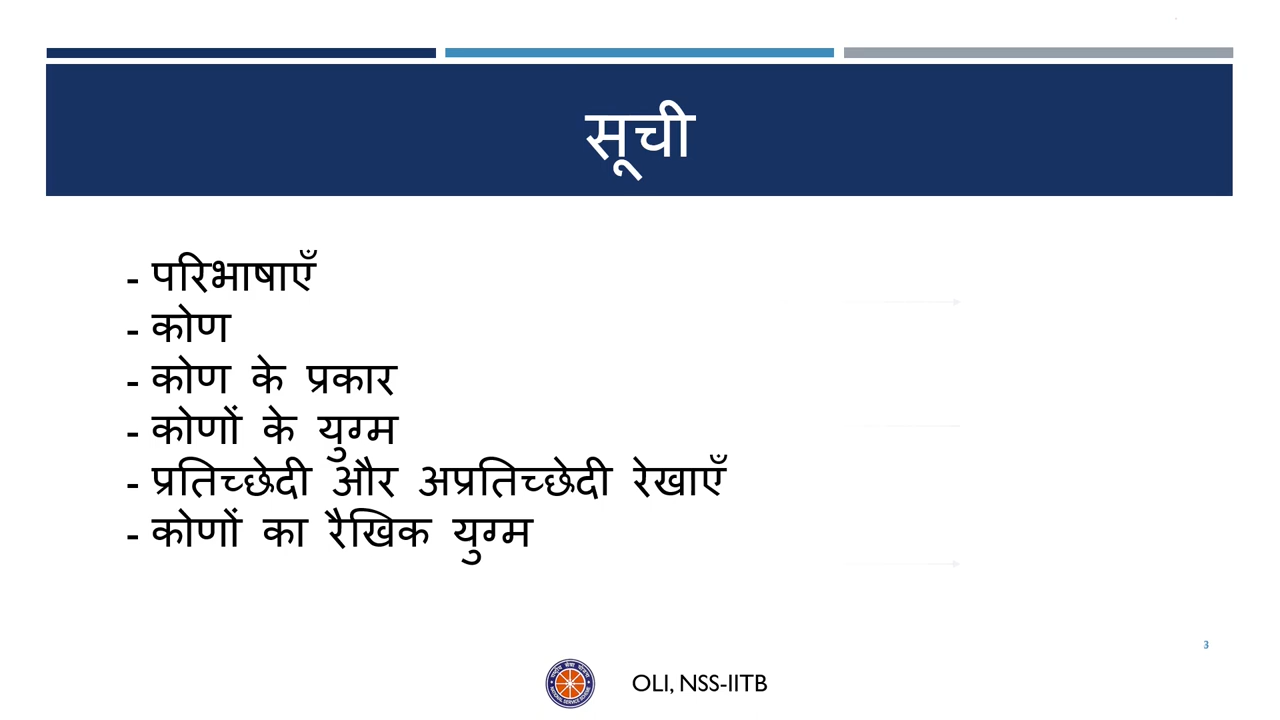 सूची
- परिभाषाएँ
- कोण
- कोण के प्रकार
- कोणों के युग्म
- प्रतिच्छेदी और अप्रतिच्छेदी रेखाएँ
- कोणों का रैखिक युग्म
3
OLI, NSS-IITB